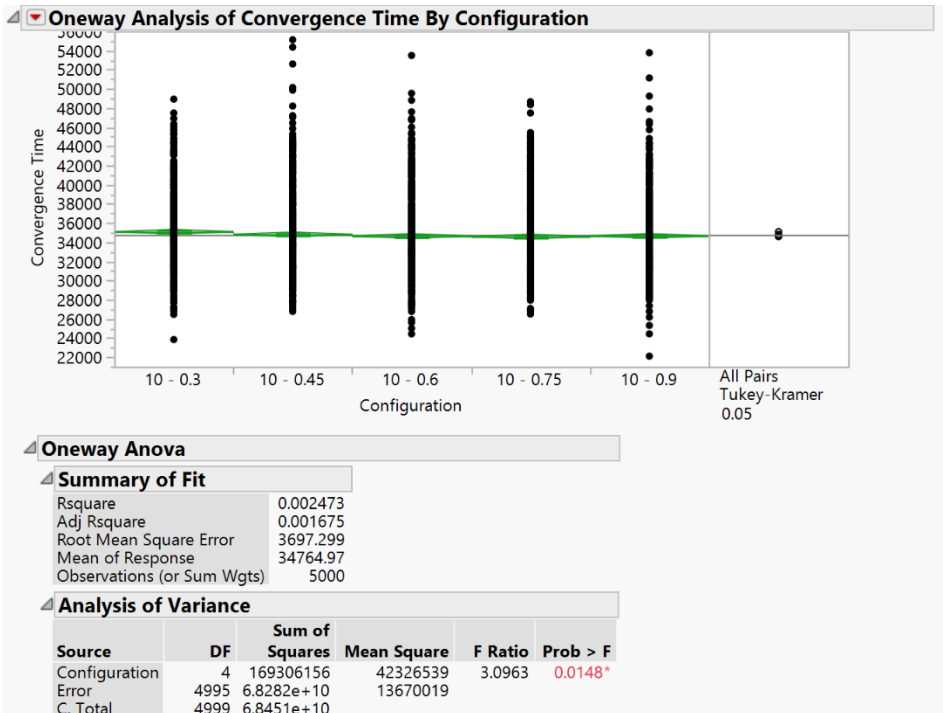 Oneway Analysis of Convergence Time By Configuration
56000
54000
52000
50000
48000
46000
44000
42000
40000
38000
36000
34000
32000
30000
28000
26000
24000
22000
Convergence Time
10 - 0.3 10 - 0.45 10 - 0.6 10 - 0.75 10 - 0.9
Configuration
All Pairs
Tukey-Kramer
0.05
Oneway Anova
Summary of Fit
Rsquare 0.002473
Adj Rsquare 0.001675
Root Mean Square Error 3697.299
Mean of Response 34764.97
Observations (or Sum Wgts) 5000
Analysis of Variance
Sum of
Source DF Squares Mean Square F Ratio Prob > F
Configuration 4 169306156 42326539 3.0963 0.0148*
Error 4995 6.8282e+10 13670019
C. Total 4999 6.8451e+10